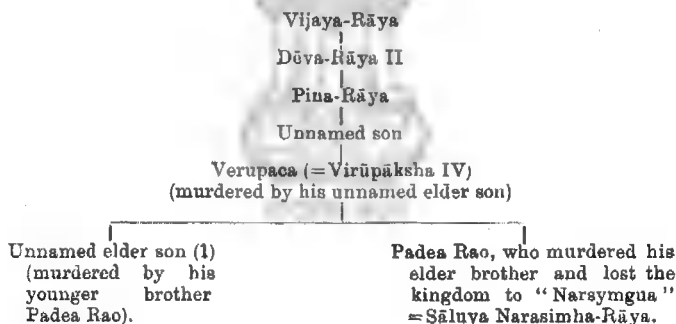 Vijaya-Rāya
Dēva-Rāya II
Pina-Rāya
Unnamed son
Verupaca (=Virūpāksha IV)
(murdered by his unnamed elder son)
Unnamed elder son (1)
(murdered by his
younger brother
Padea Rao).
Padea Rao, who murdered his
elder brother and lost the
kingdom to “Narsymgua”
=Sāluva Narasimha-Rāya.